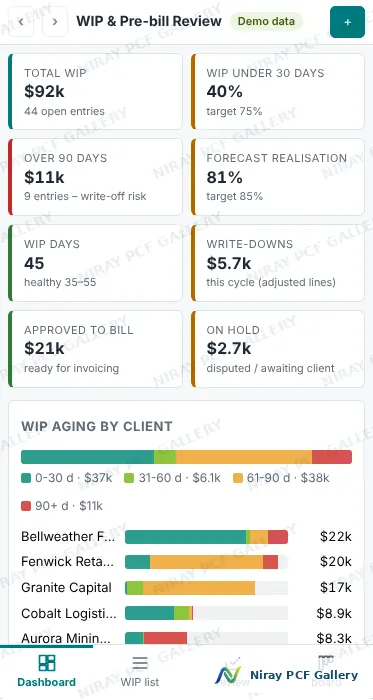 WIP & Pre-bill Review Demo data +
TOTAL WIP
$92k
44 open entries
WIP UNDER 30 DAYS
40%
target 75%
OVER 90 DAYS
$11k
9 entries – write-off risk
FORECAST REALISATION
81%
target 85%
WIP DAYS
45
healthy 35–55
WRITE-DOWNS
$5.7k
this cycle (adjusted lines)
APPROVED TO BILL
$21k
ready for invoicing
ON HOLD
$2.7k
disputed / awaiting client
WIP AGING BY CLIENT
0-30 d · $37k 31-60 d · $6.1k 61-90 d · $38k
90+ d · $11k
Bellweather F... $22k
Fenwick Reta... $20k
Granite Capital $17k
Cobalt Logisti... $8.9k
Aurora Minin... $8.3k
Dashboard WIP list Niray PCF Gallery
NIRAY PCF GALLERY